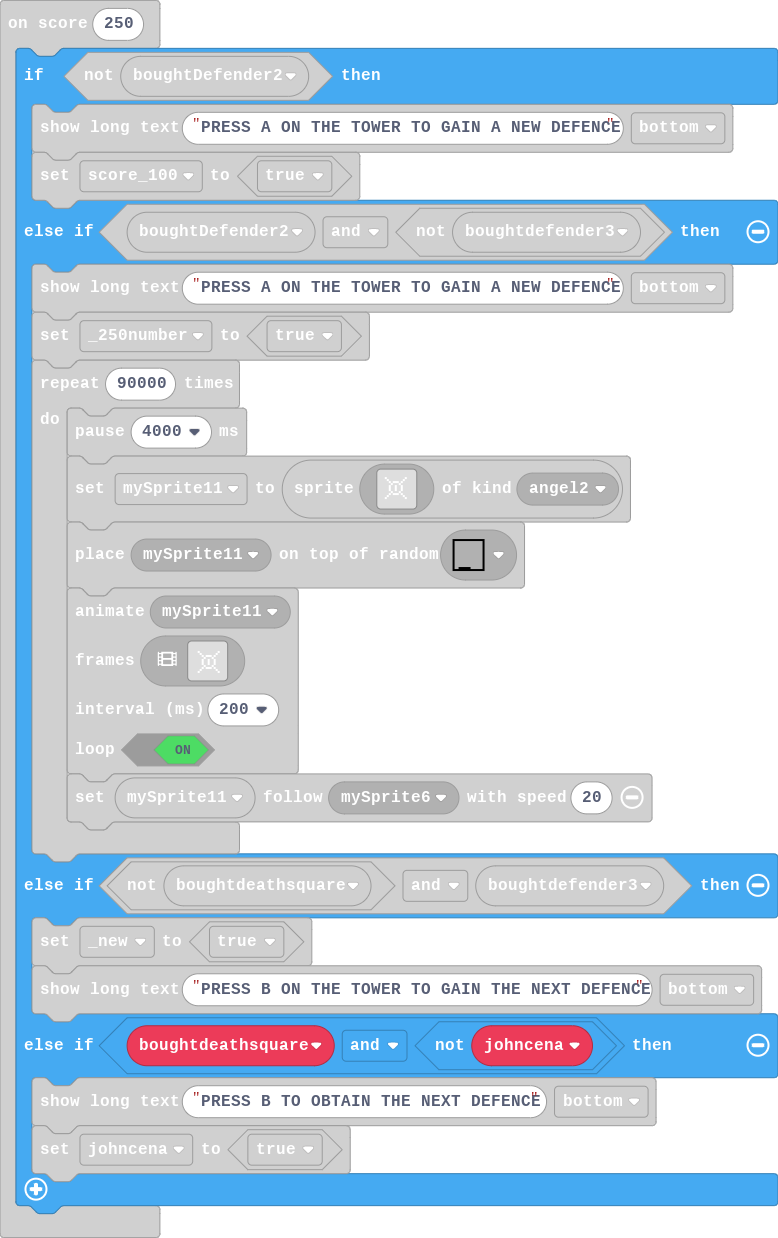 on score 250
if not boughtDefender2 then
show long text "PRESS A ON THE TOWER TO GAIN A NEW DEFENCE" bottom
set score_100 to true
else if boughtDefender2 and not boughtdefender3 then
show long text "PRESS A ON THE TOWER TO GAIN A NEW DEFENCE" bottom
set _250number to true
repeat 90000 times
do
pause 4000 ms
set mySprite11 to sprite of kind angel2
place mySprite11 on top of random
animate mySprite11
frames
interval (ms) 200
loop ON
set mySprite11 follow mySprite6 with speed 20
else if not boughtdeathsquare and boughtdefender3 then
set _new to true
show long text "PRESS B ON THE TOWER TO GAIN THE NEXT DEFENCE" bottom
else if boughtdeathsquare and not johncena then
show long text "PRESS B TO OBTAIN THE NEXT DEFENCE" bottom
set johncena to true